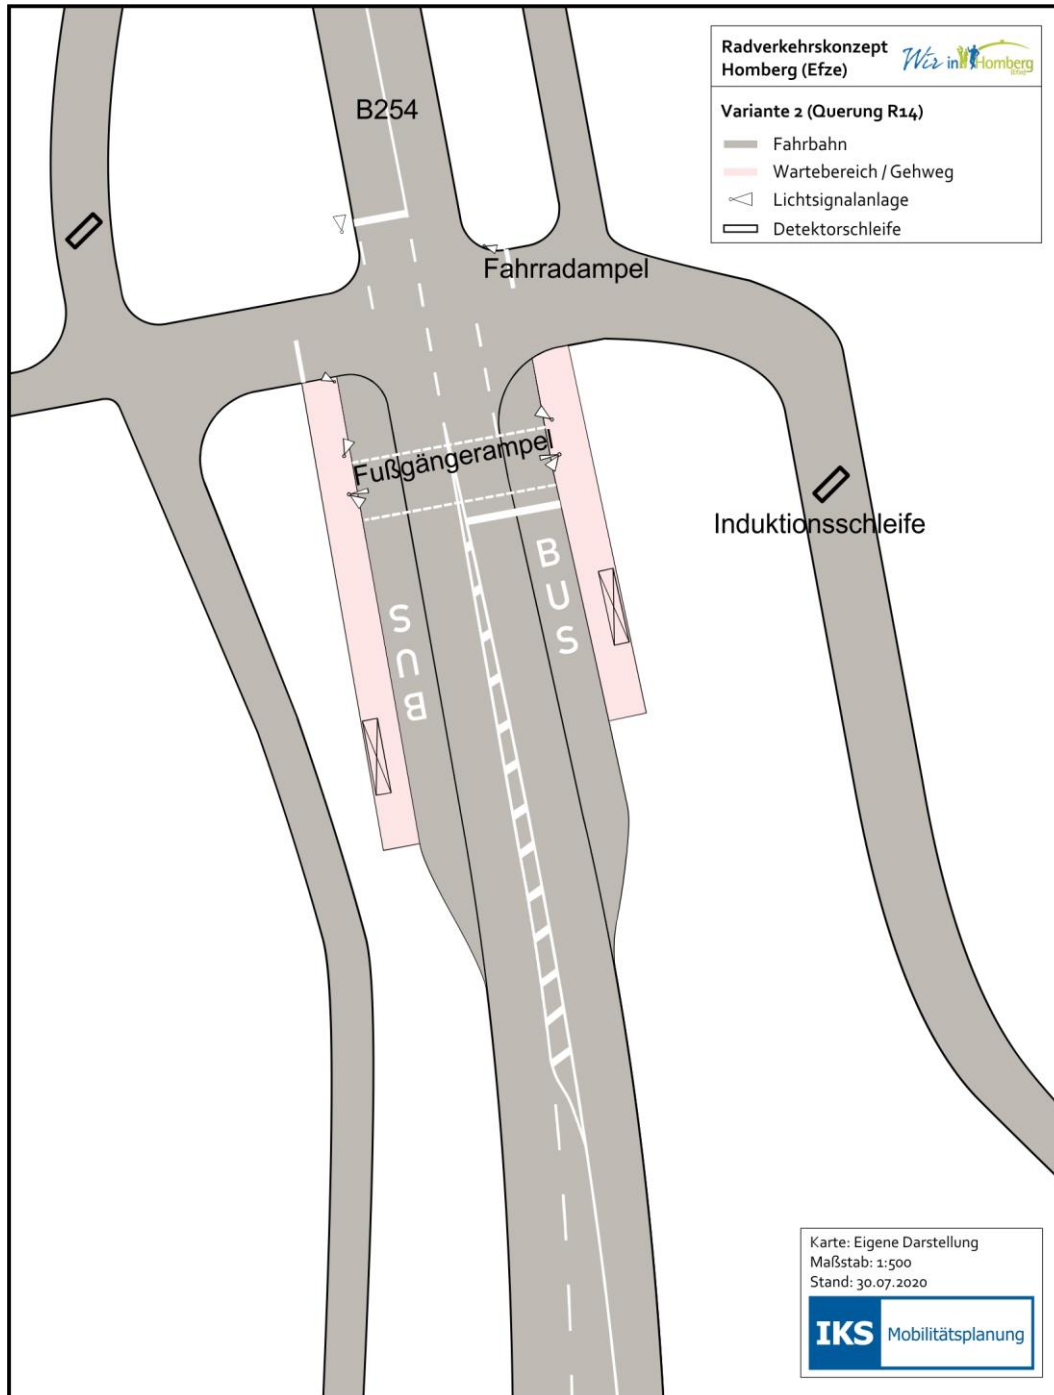 Radverkehrskonzept
Homberg (Efze)
Wir in Homberg
(Efze)
Variante 2 (Querung R14)
Fahrbahn
Wartebereich / Gehweg
Lichtsignalanlage
Detektorschleife
B254
Fahrradampel
Fußgängerampel
Induktionsschleife
BUS
BUS
Karte: Eigene Darstellung
Maßstab: 1:500
Stand: 30.07.2020
IKS Mobilitätsplanung